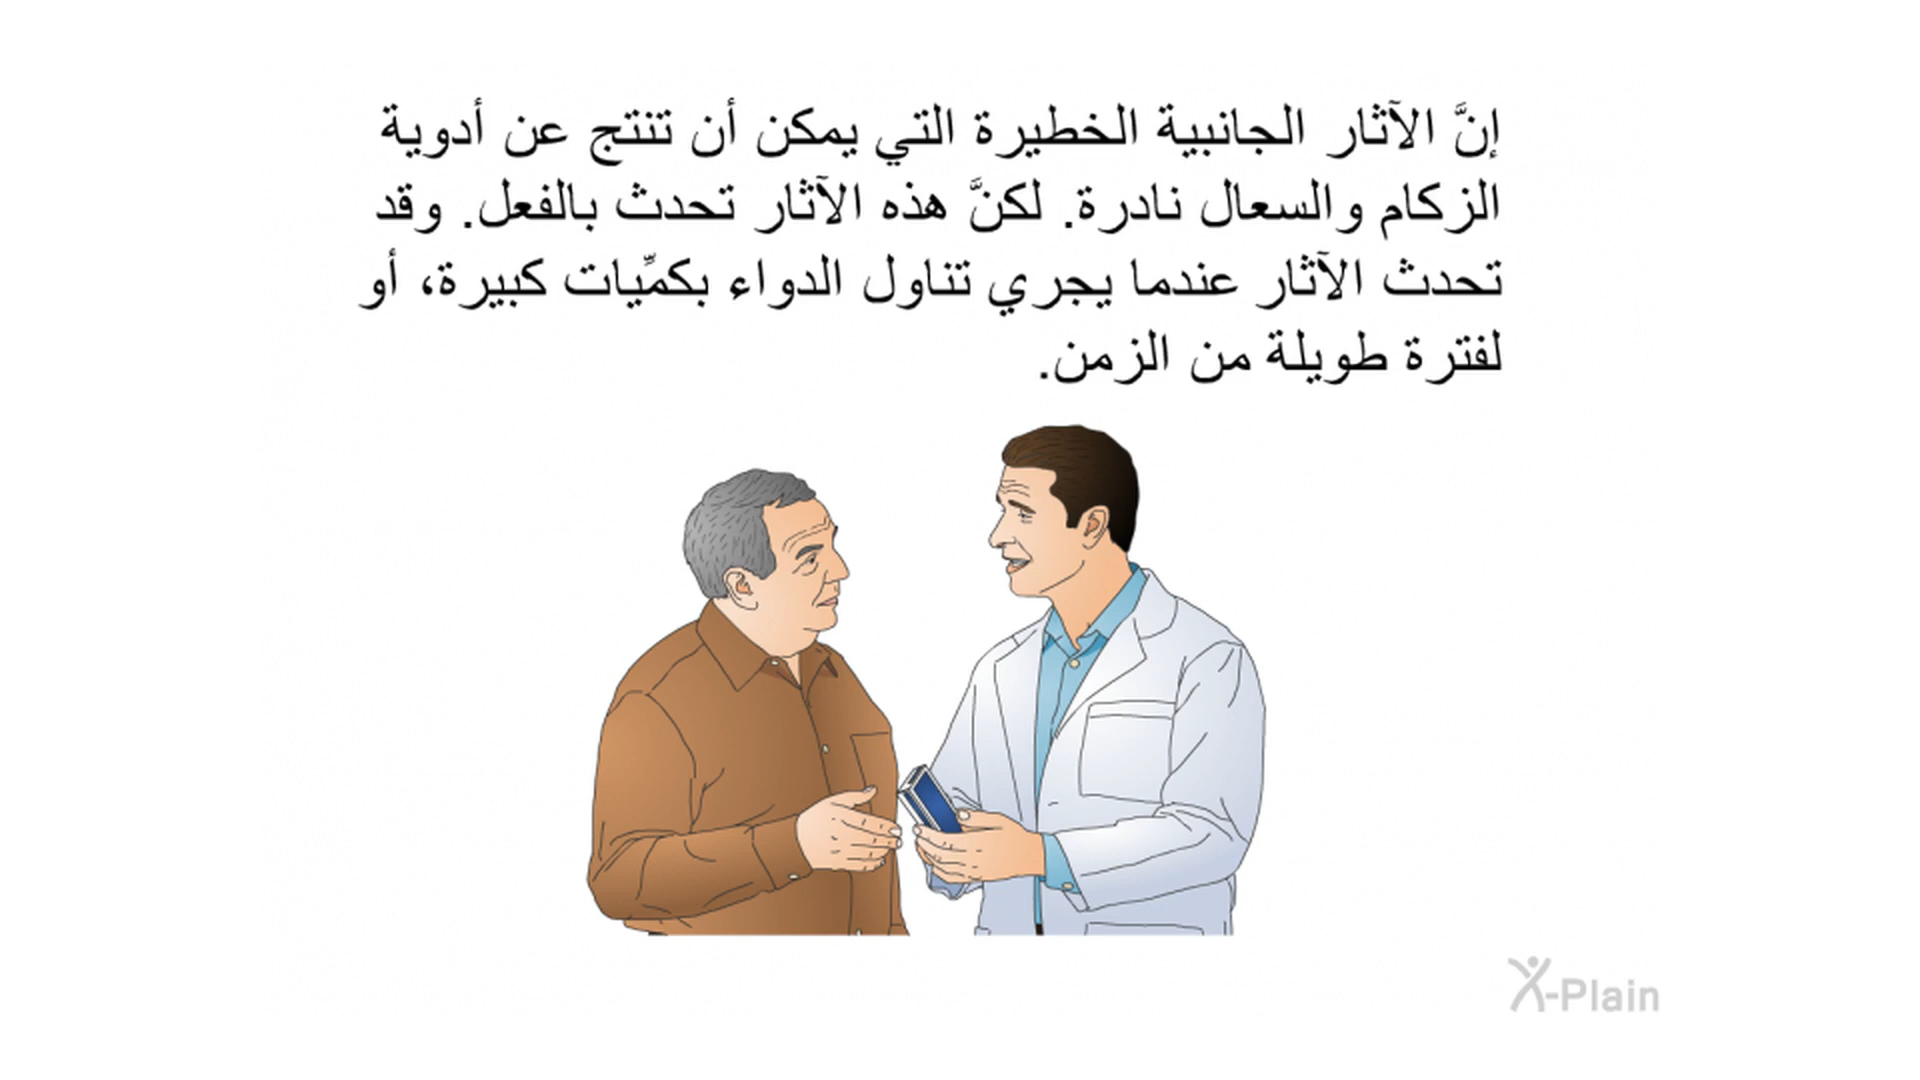 إنَّ الآثار الجانبية الخطيرة التي يمكن أن تنتج عن أدوية
الزكام والسعال نادرة. لكنَّ هذه الآثار تحدث بالفعل. وقد
تحدث الآثار عندما يجري تناول الدواء بكمِّيات كبيرة، أو
لفترة طويلة من الزمن.
X-Plain